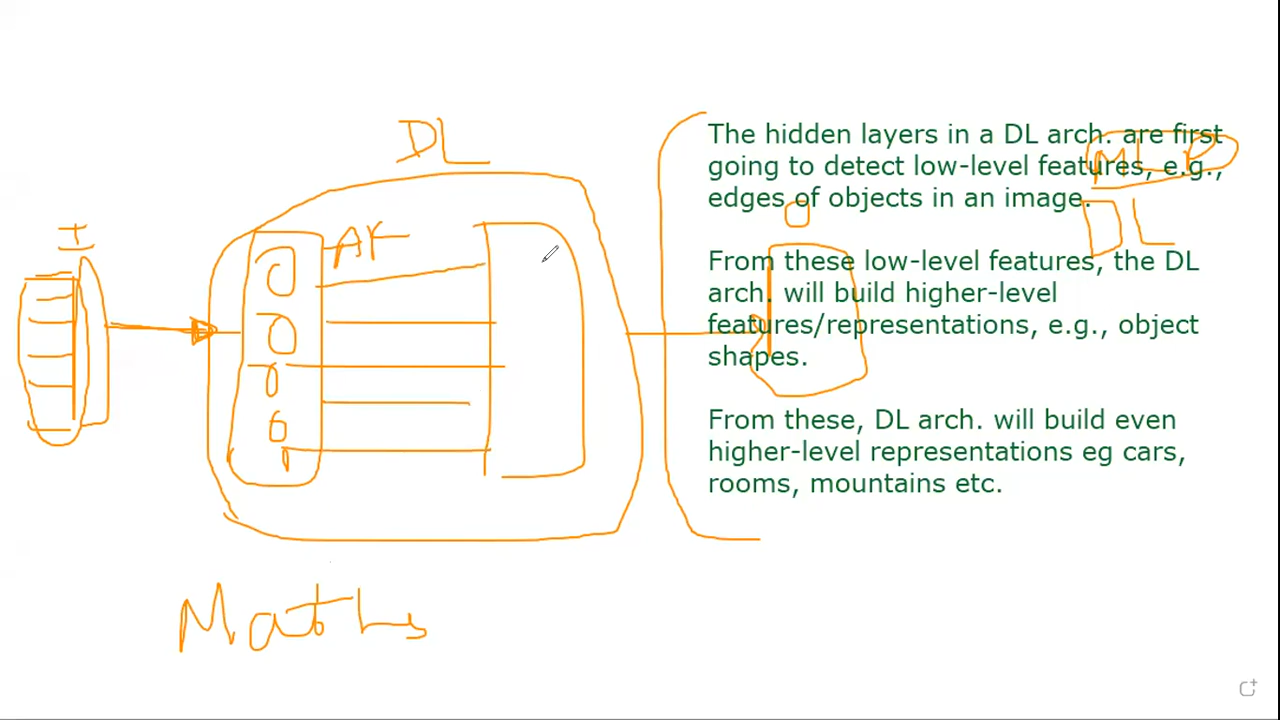 DL
I
AF
The hidden layers in a DL arch. are first
going to detect low-level features, e.g.,
edges of objects in an image.
MLP
DL
O
From these low-level features, the DL
arch. will build higher-level
features/representations, e.g., object
shapes.
From these, DL arch. will build even
higher-level representations eg cars,
rooms, mountains etc.
Maths